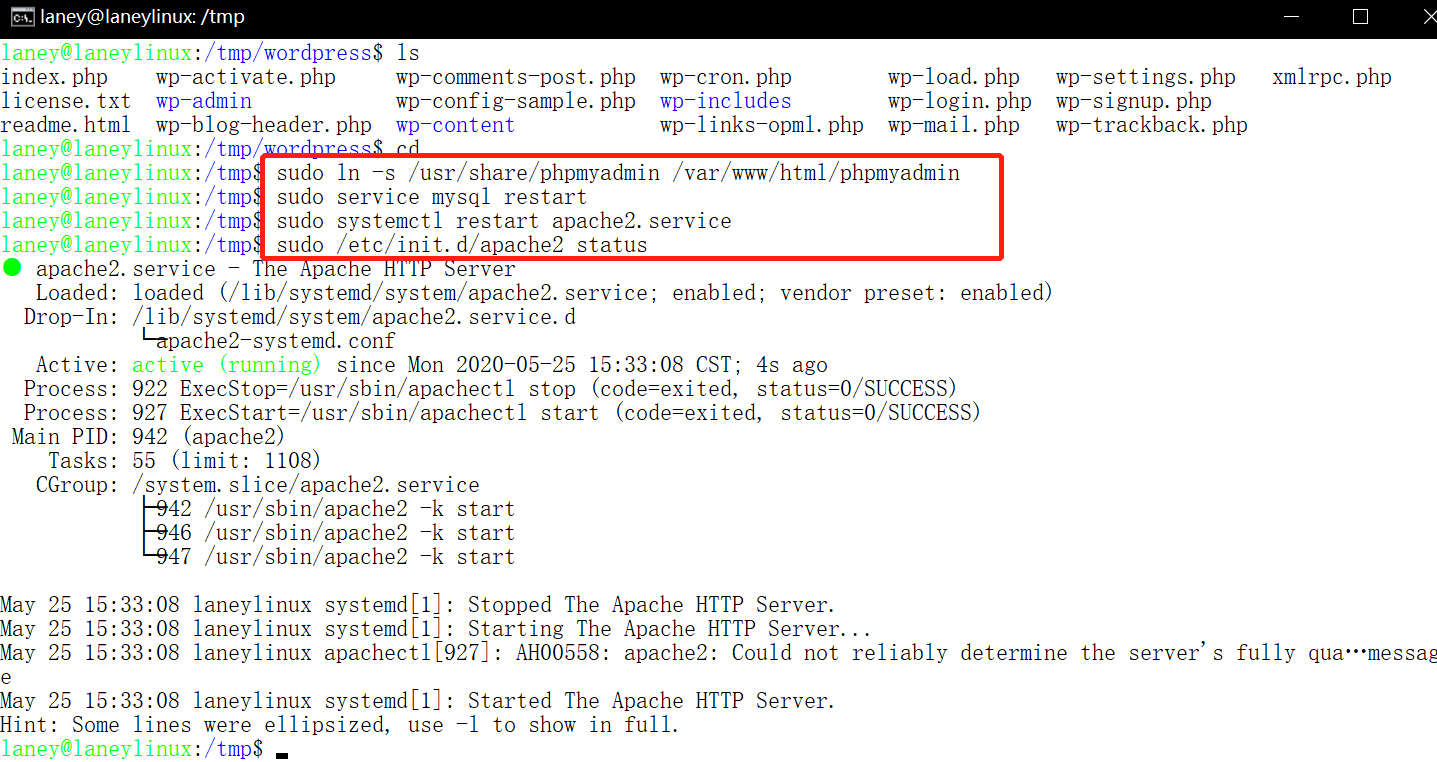 laney@laneylinux: /tmp
laney@laneylinux:/tmp/wordpress$ ls
index.php wp-activate.php wp-comments-post.php wp-cron.php wp-load.php wp-settings.php xmlrpc.php
license.txt wp-admin wp-config-sample.php wp-includes wp-login.php wp-signup.php
readme.html wp-blog-header.php wp-content wp-links-opml.php wp-mail.php wp-trackback.php
laney@laneylinux:/tmp/wordpress$ cd
laney@laneylinux:/tmp$ sudo ln -s /usr/share/phpmyadmin /var/www/html/phpmyadmin
laney@laneylinux:/tmp$ sudo service mysql restart
laney@laneylinux:/tmp$ sudo systemctl restart apache2.service
laney@laneylinux:/tmp$ sudo /etc/init.d/apache2 status
● apache2.service - The Apache HTTP Server
Loaded: loaded (/lib/systemd/system/apache2.service; enabled; vendor preset: enabled)
Drop-In: /lib/systemd/system/apache2.service.d
└─apache2-systemd.conf
Active: active (running) since Mon 2020-05-25 15:33:08 CST; 4s ago
Process: 922 ExecStop=/usr/sbin/apachectl stop (code=exited, status=0/SUCCESS)
Process: 927 ExecStart=/usr/sbin/apachectl start (code=exited, status=0/SUCCESS)
Main PID: 942 (apache2)
Tasks: 55 (limit: 1108)
CGroup: /system.slice/apache2.service
├─942 /usr/sbin/apache2 -k start
├─946 /usr/sbin/apache2 -k start
└─947 /usr/sbin/apache2 -k start
May 25 15:33:08 laneylinux systemd[1]: Stopped The Apache HTTP Server.
May 25 15:33:08 laneylinux systemd[1]: Starting The Apache HTTP Server...
May 25 15:33:08 laneylinux apachectl[927]: AH00558: apache2: Could not reliably determine the server's fully qua…messag
e
May 25 15:33:08 laneylinux systemd[1]: Started The Apache HTTP Server.
Hint: Some lines were ellipsized, use -l to show in full.
laney@laneylinux:/tmp$